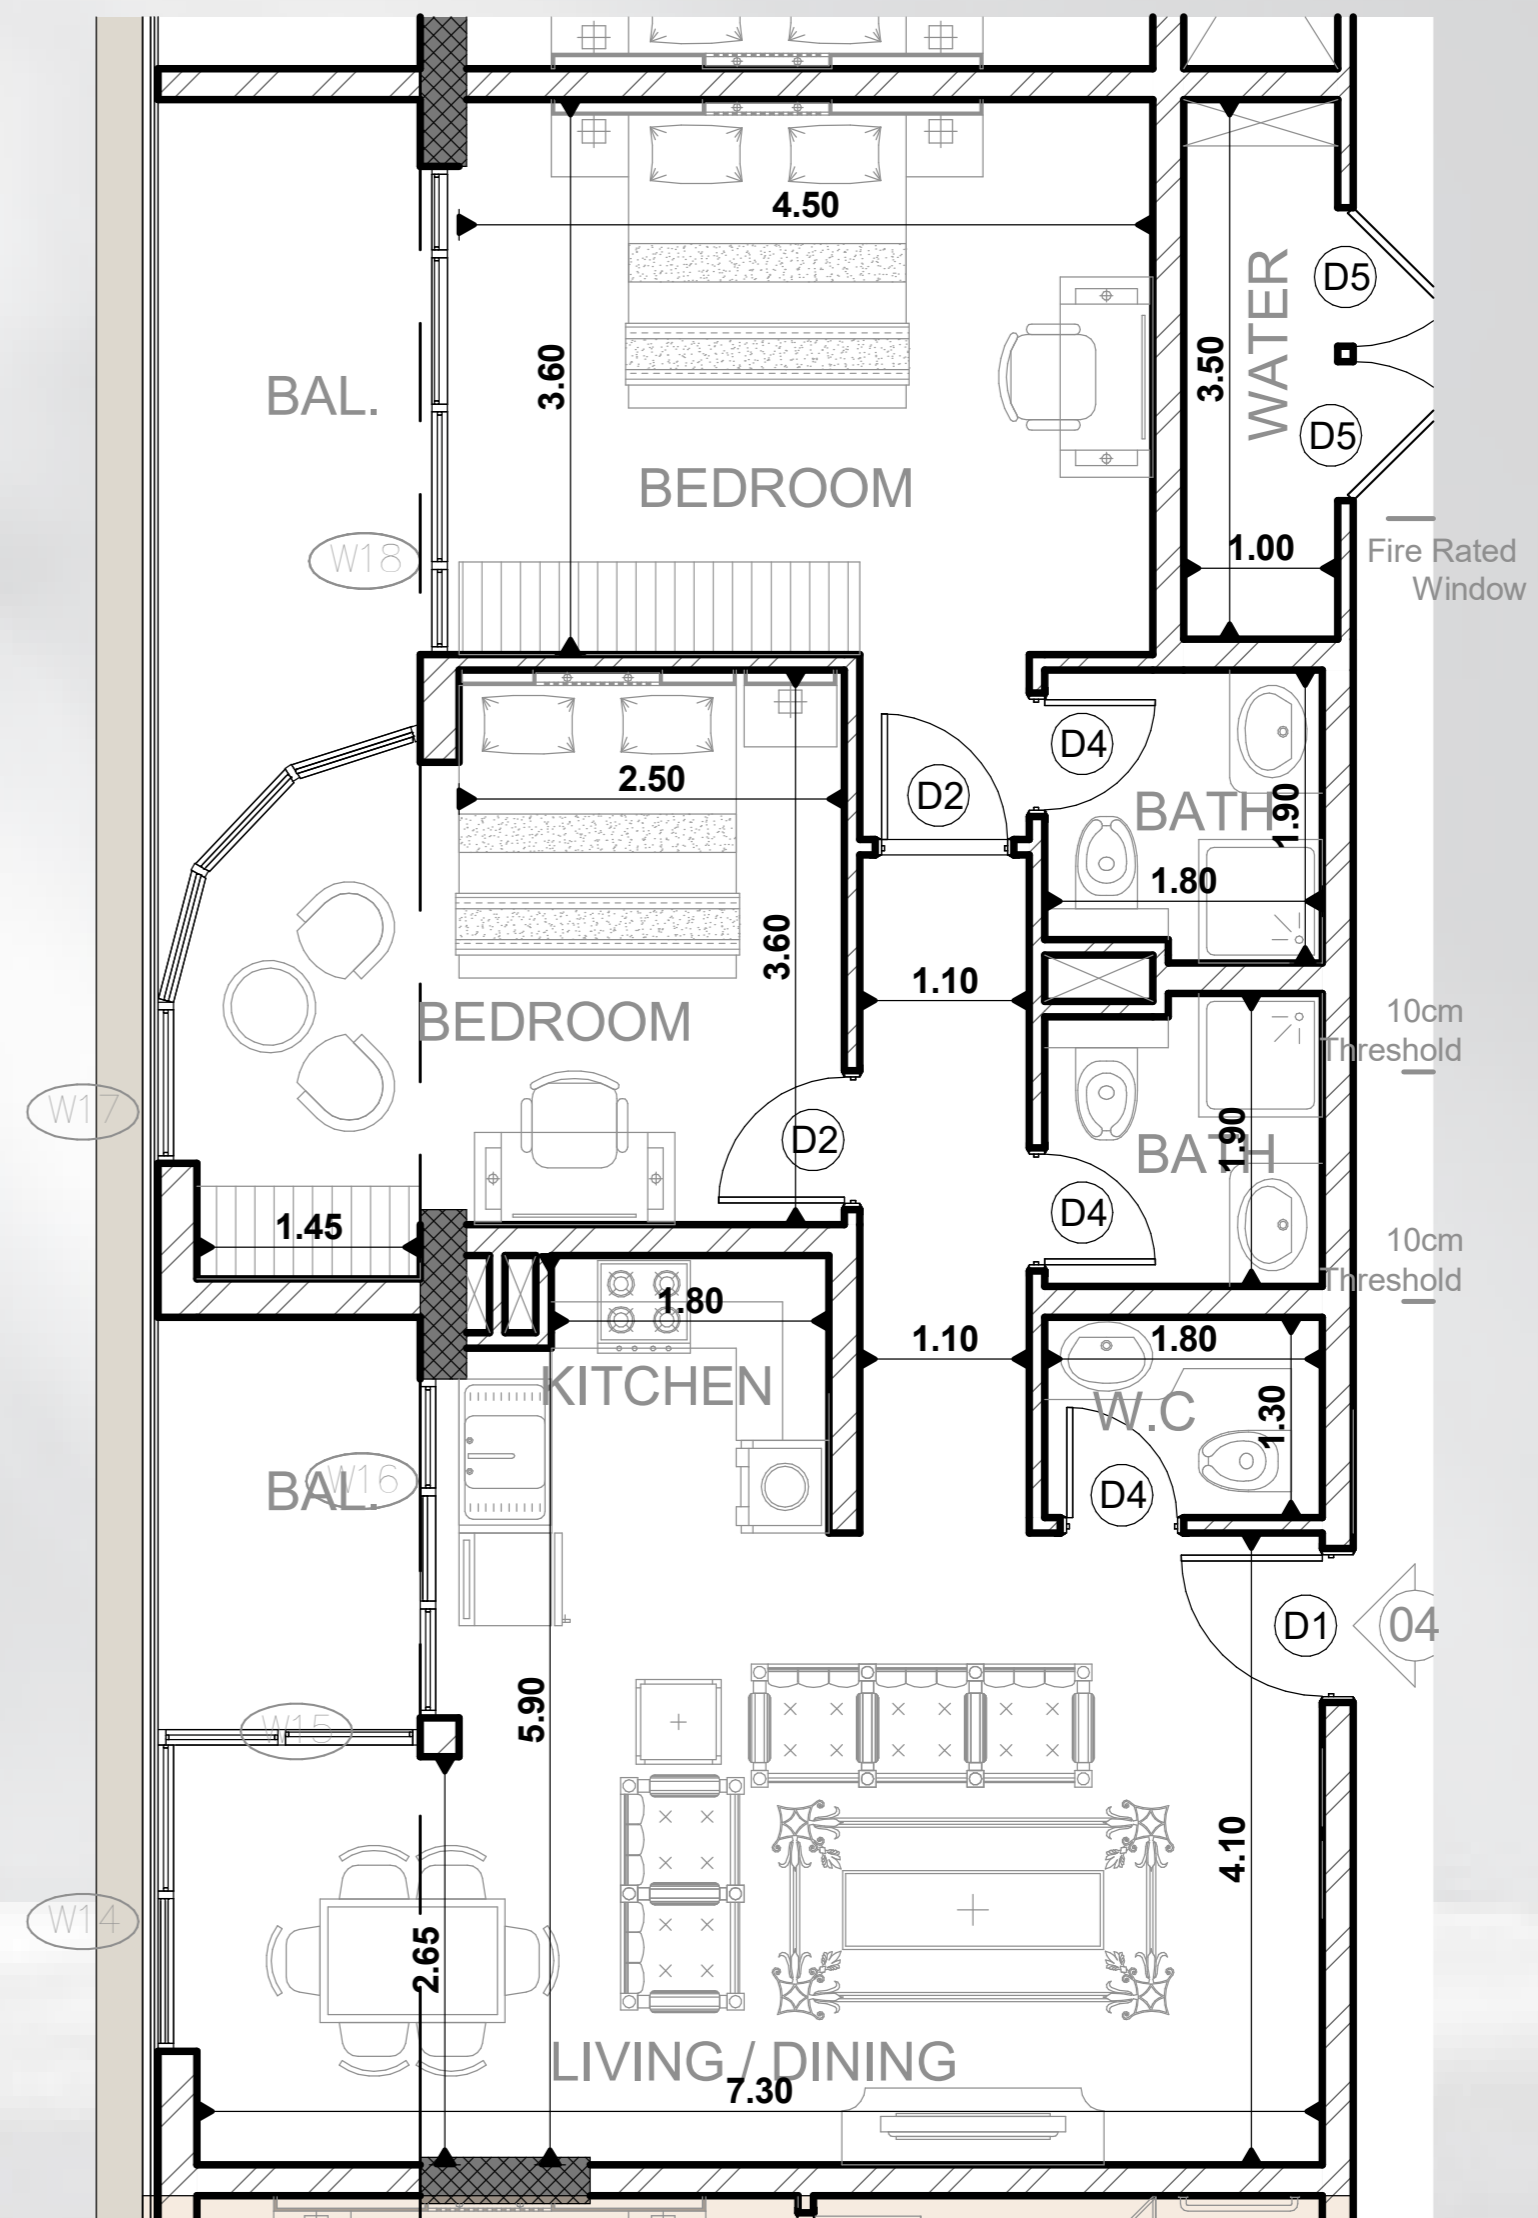 4.50
D5
WATER
3.60
3.50
BAL.
D5
BEDROOM
1.00
Fire Rated
Window
W18
D4
2.50
D2
BATH
1.90
1.80
3.60
1.10
BEDROOM
10cm
Threshold
W17
D2
1.90
BATH
D4
1.45
10cm
Threshold
1.80
1.10
1.80
KITCHEN
W.C
1.30
W16
BAL.
D4
D1
04
5.90
W15
4.10
W14
2.65
LIVING / DINING
7.30